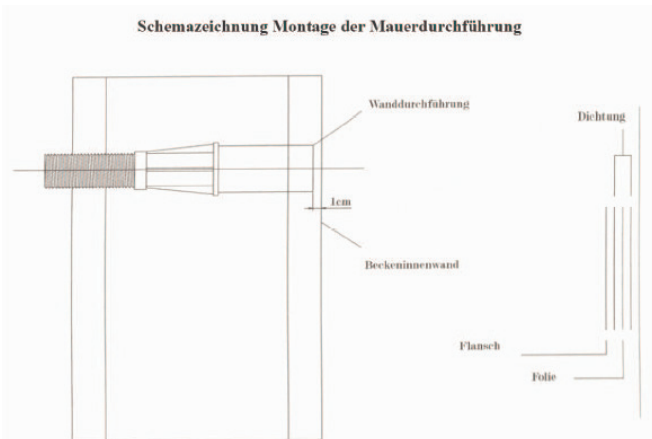 Schemazeichnung Montage der Mauerdurchführung
Wanddurchführung
Dichtung
1cm
Beckeninnenwand
Flansch
Folie